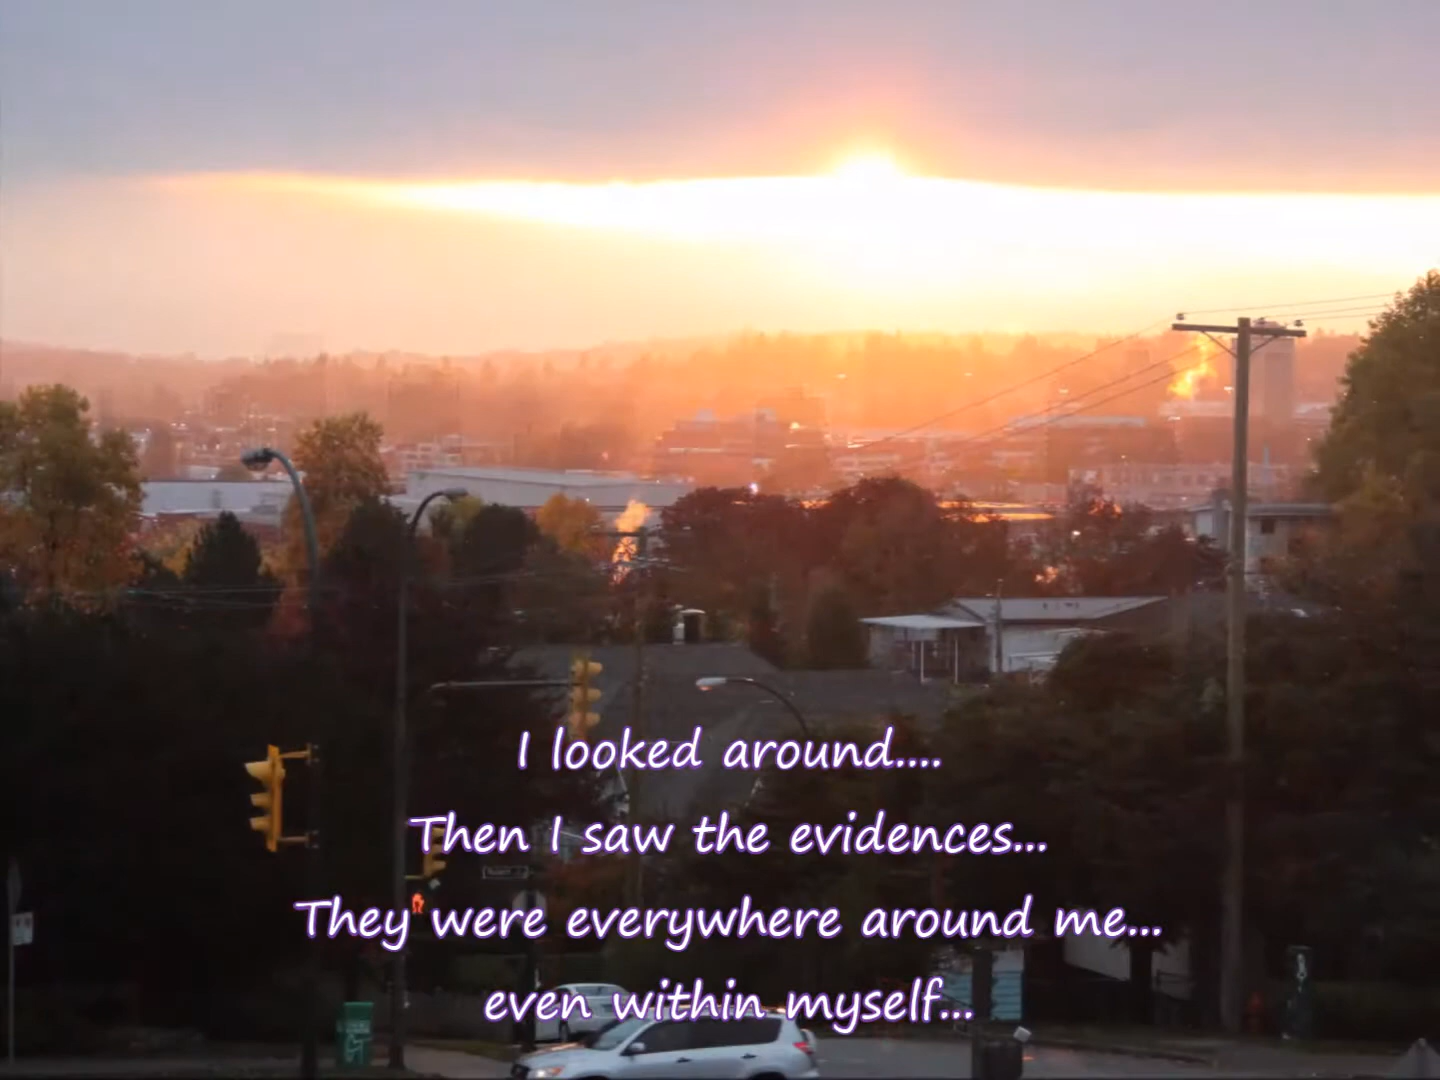 I looked around....
Then I saw the evidences...
They were everywhere around me...
even within myself...